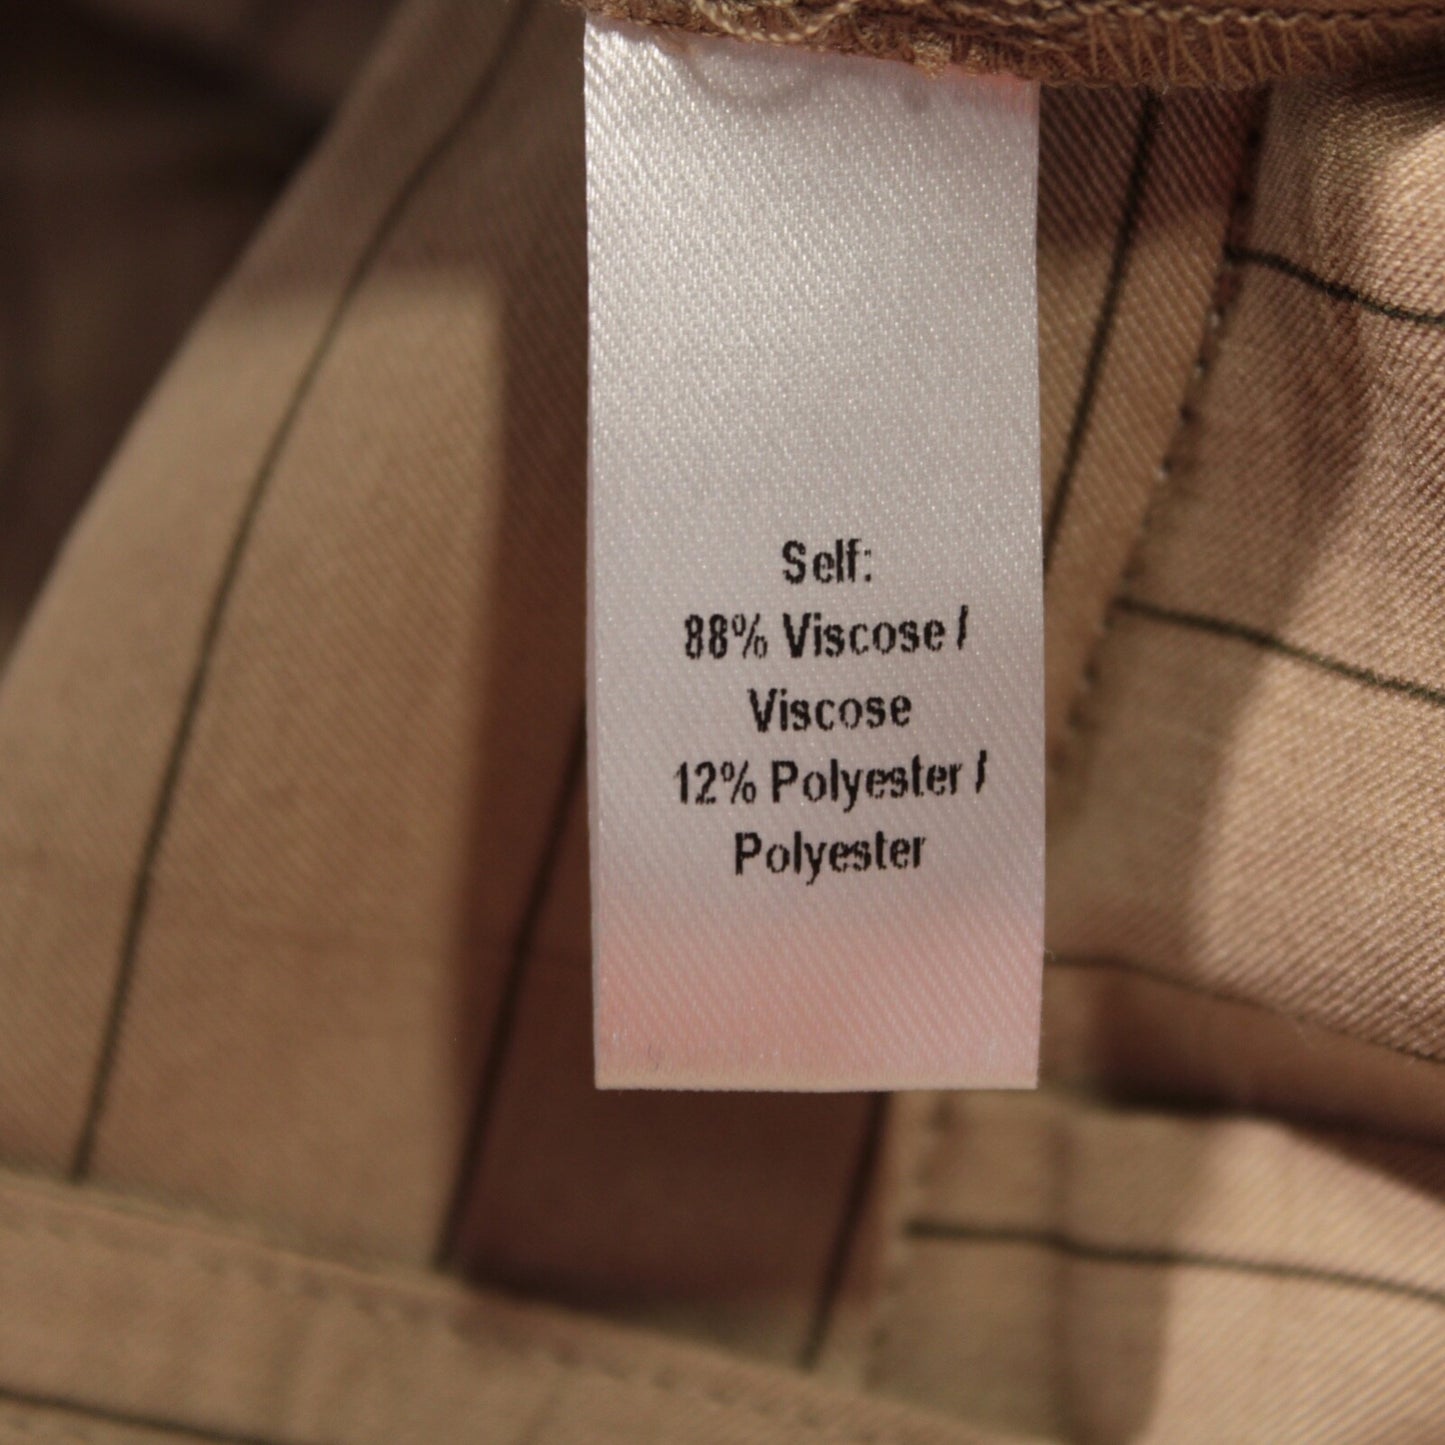 Self:
88% Viscose /
Viscose
12% Polyester /
Polyester